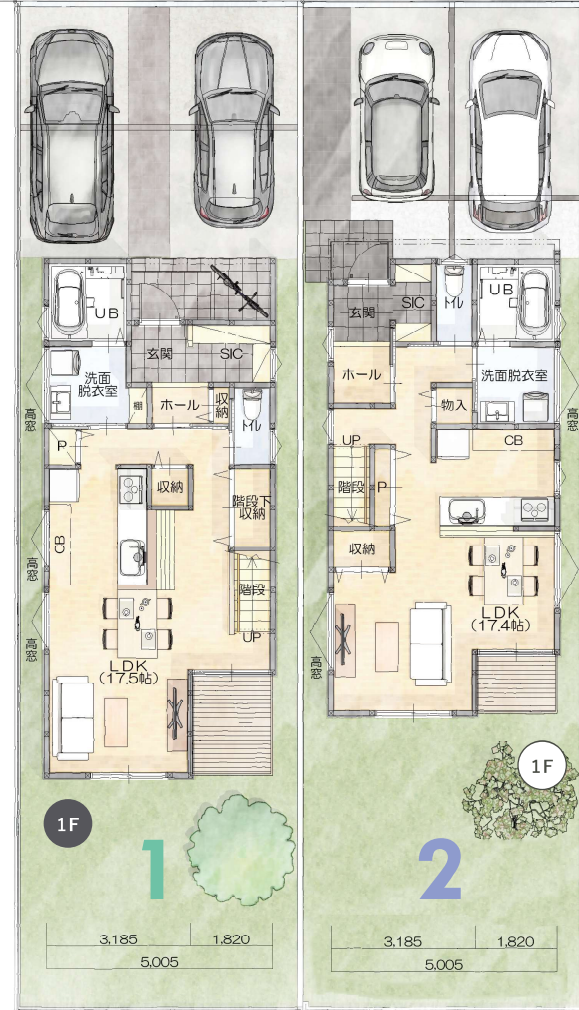 UB
玄関
SIC
洗面
脱衣室
棚
ホール
収納
トイレ
高窓
P
収納
階段下
収納
CB
高窓
階段
UP
高窓
LDK
(17.5帖)
1F
1
3,185
1,820
5,005
玄関
SIC
トイレ
UB
ホール
洗面脱衣室
物入
高窓
UP
CB
階段
P
収納
LDK
(17.4帖)
高窓
1F
2
3,185
1,820
5,005